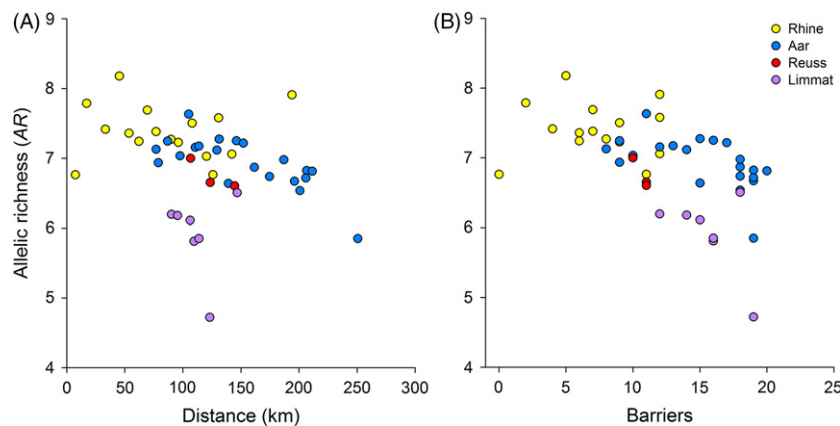 (A)
Allelic richness (AR)
9
8
7
6
5
4
0
50
100
150
200
250
300
Distance (km)
(B)
9
8
7
6
5
4
0
5
10
15
20
25
Barriers
Rhine
Aar
Reuss
Limmat